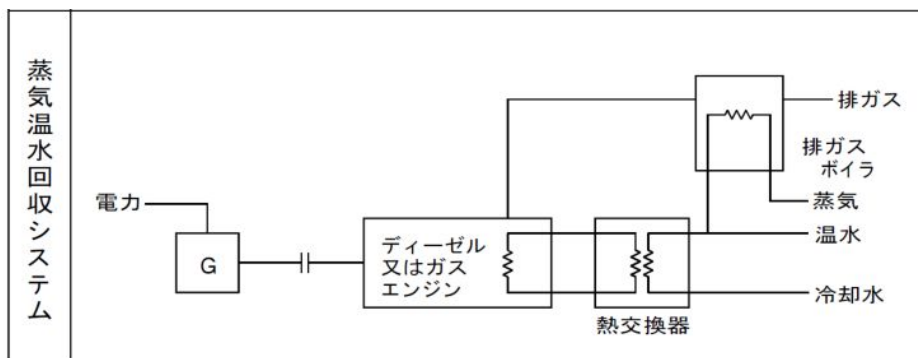 蒸気温水回収システム
排ガス
排ガス
ボイラ
蒸気
電力
温水
G
ディーゼル
又はガス
エンジン
冷却水
熱交換器